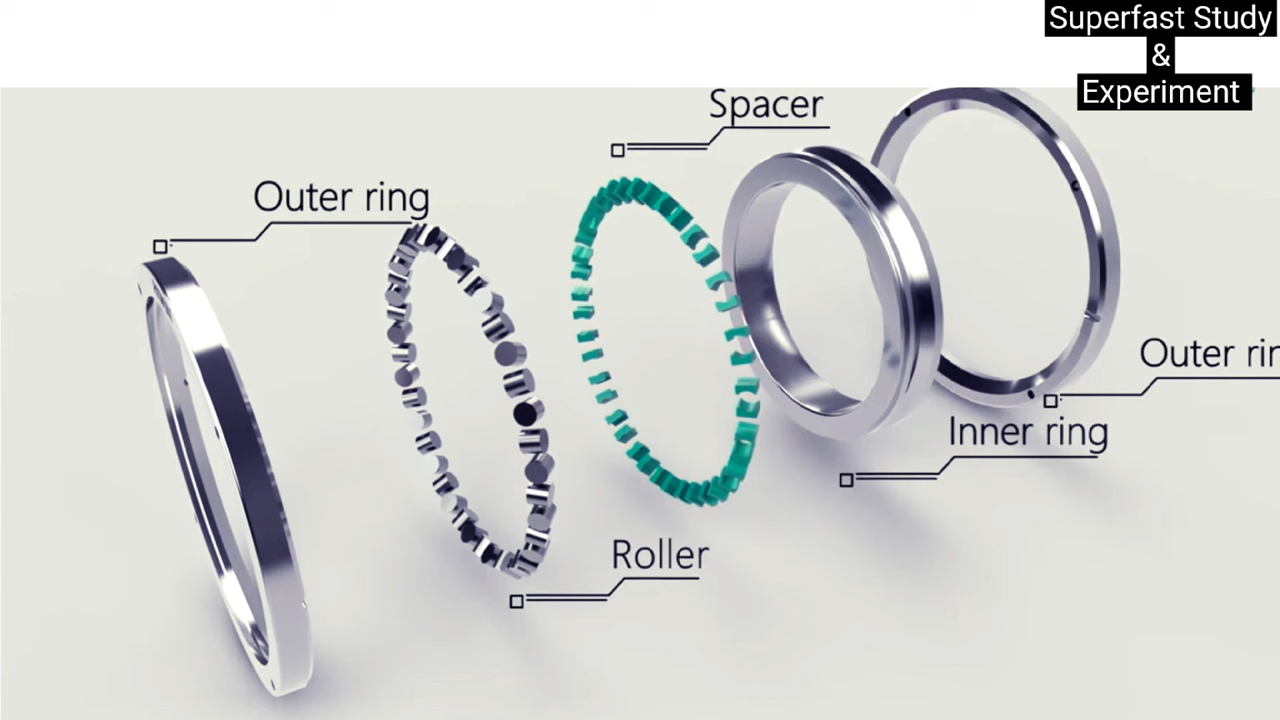 Superfast Study
&
Experiment
Spacer
Outer ring
Outer rin
Inner ring
Roller